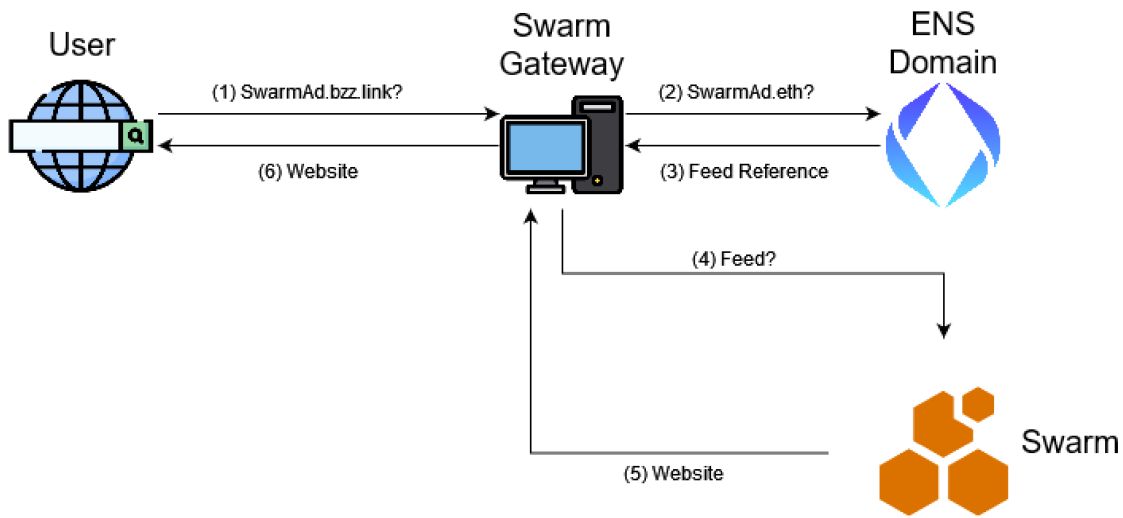 User
Swarm
Gateway
ENS
Domain
(1) SwarmAd.bzz.link?
(2) SwarmAd.eth?
(6) Website
(3) Feed Reference
(4) Feed?
Swarm
(5) Website